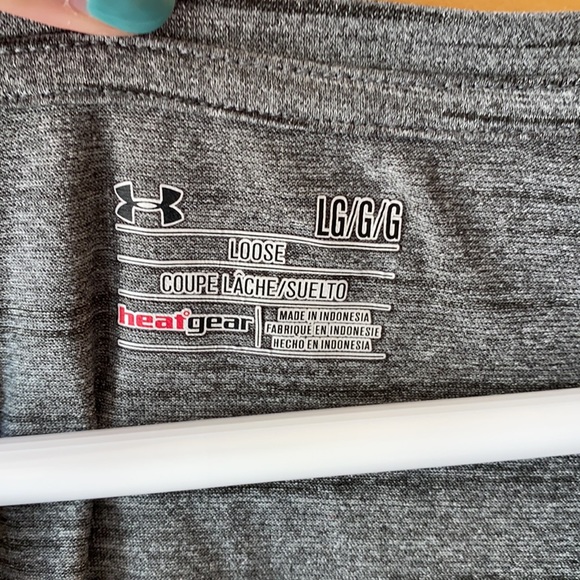 LG/G/G
LOOSE
COUPE LÂCHE/SUELTO
heatgear
MADE IN INDONESIA
FABRIQUÉ EN INDONESIE
HECHO EN INDONESIA